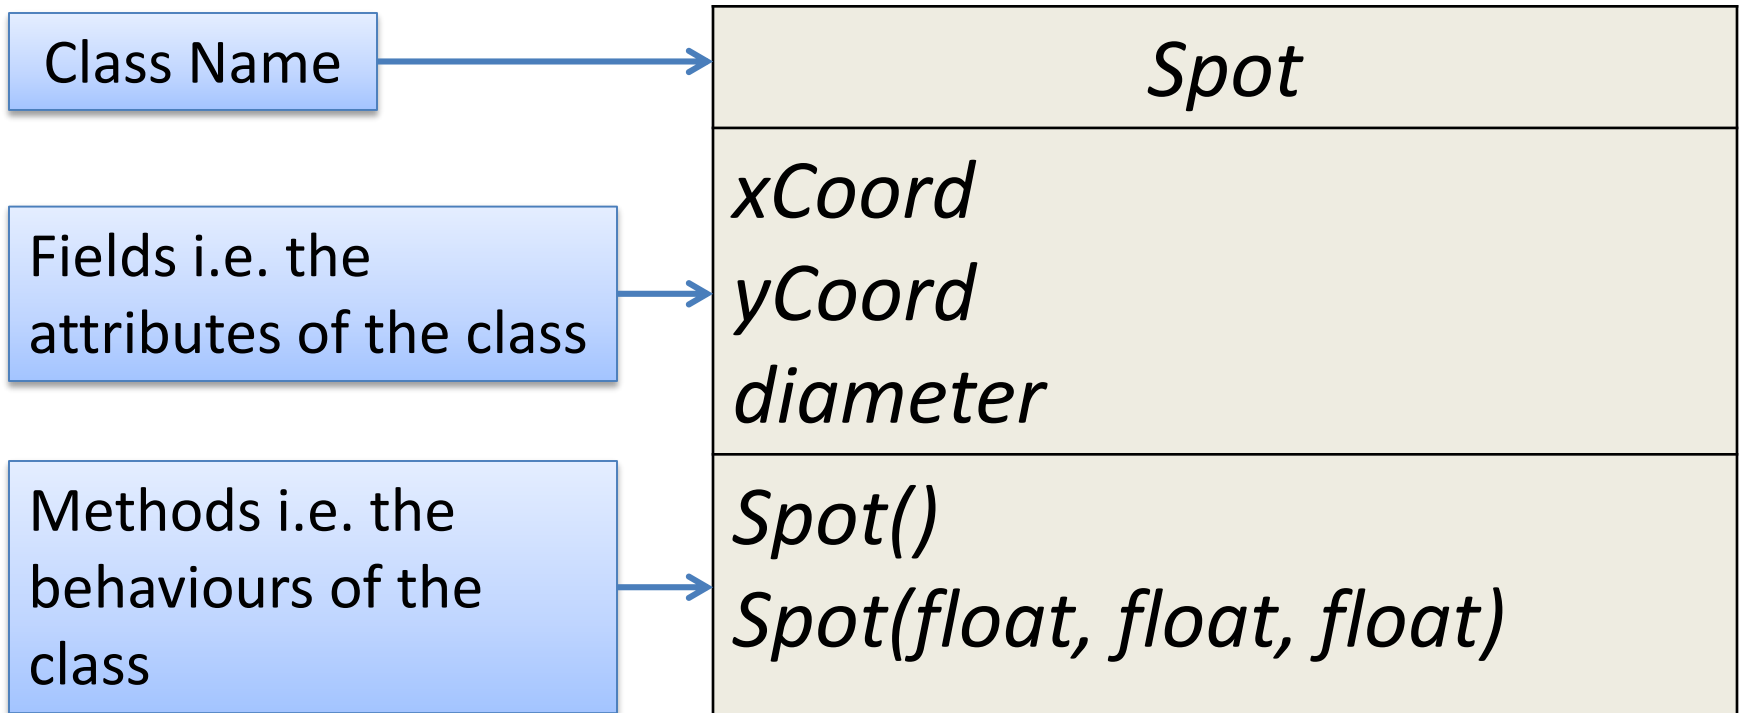 Class Name
Spot
Fields i.e. the
attributes of the class
xCoord
yCoord
diameter
Methods i.e. the
behaviours of the
class
Spot()
Spot(float, float, float)